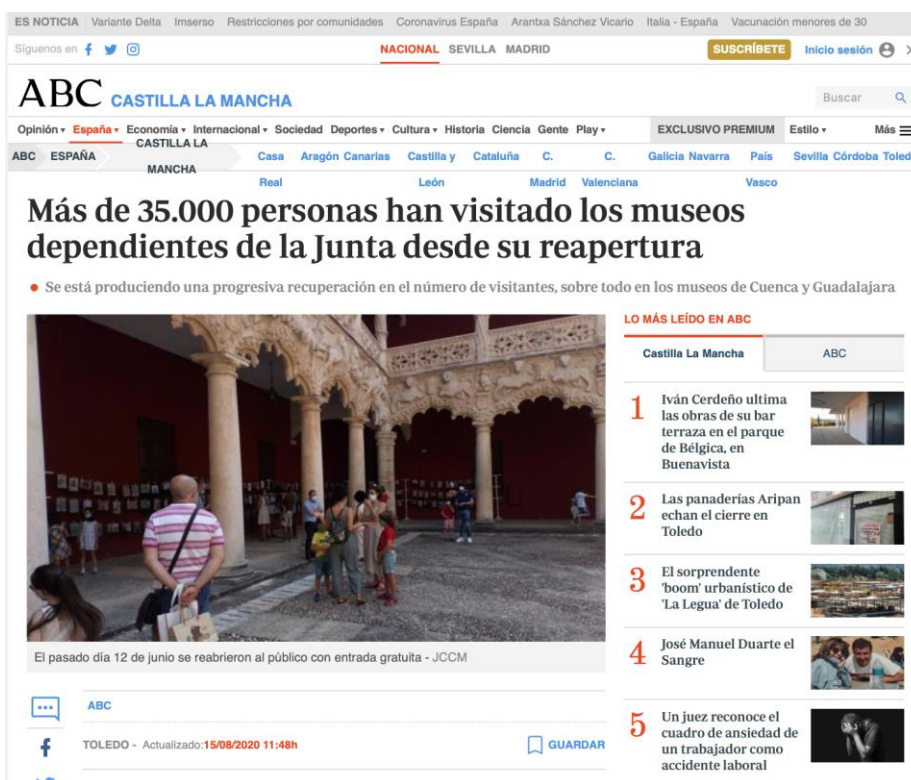 ES NOTICIA Variante Delta Imserso Restricciones por comunidades Coronavirus España Arantxa Sánchez Vicario Italia - España Vacunación menores de 30
Síguenos en
NACIONAL SEVILLA MADRID
SUSCRÍBETE Inicio sesión
ABC CASTILLA LA MANCHA
Buscar
Opinión España Economía Internacional Sociedad Deportes Cultura Historia Ciencia Gente Play EXCLUSIVO PREMIUM Estilo Más
ABC ESPAÑA CASTILLA LA MANCHA
Casa Real Aragón Canarias Castilla y León Cataluña C. Madrid C. Valenciana Galicia Navarra País Vasco Sevilla Córdoba Toled
Más de 35.000 personas han visitado los museos
dependientes de la Junta desde su reapertura
Se está produciendo una progresiva recuperación en el número de visitantes, sobre todo en los museos de Cuenca y Guadalajara
El pasado día 12 de junio se reabrieron al público con entrada gratuita - JCCM
ABC
TOLEDO - Actualizado:15/08/2020 11:48h
GUARDAR
LO MÁS LEÍDO EN ABC
Castilla La Mancha ABC
1 Iván Cerdeño ultima
las obras de su bar
terraza en el parque
de Bélgica, en
Buenavista
2 Las panaderías Aripan
echan el cierre en
Toledo
3 El sorprendente
'boom' urbanístico de
'La Legua' de Toledo
4 José Manuel Duarte el
Sangre
5 Un juez reconoce el
cuadro de ansiedad de
un trabajador como
accidente laboral